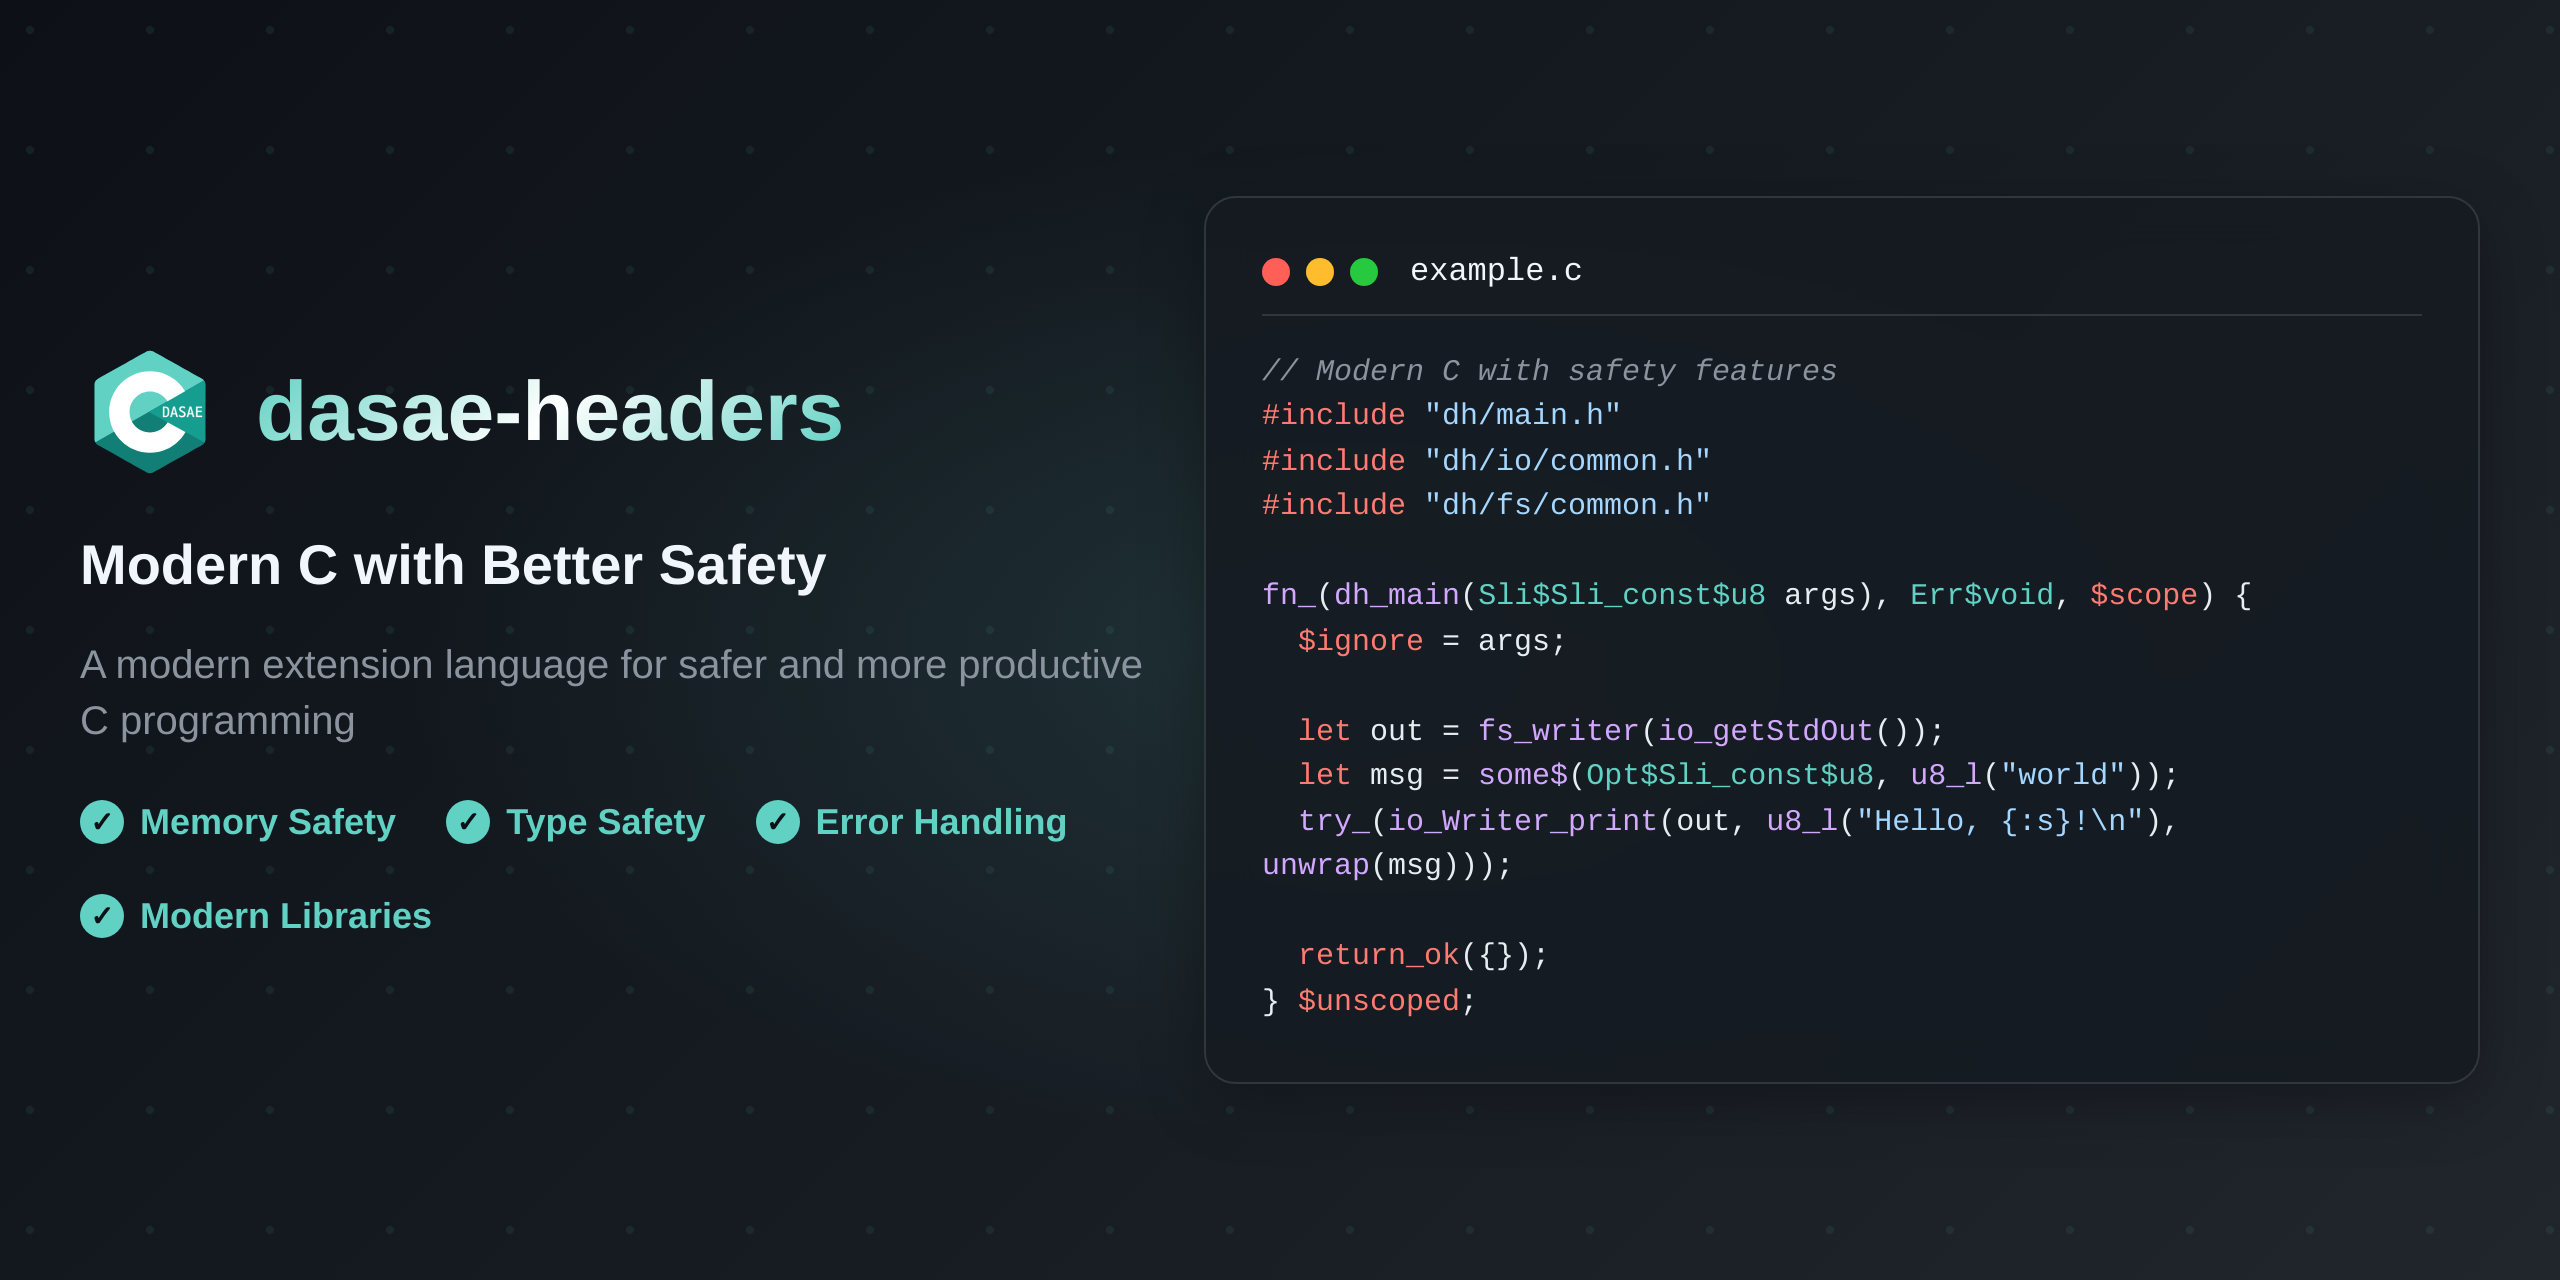 DASAE
dasae-headers
Modern C with Better Safety
A modern extension language for safer and more productive
C programming
✓ Memory Safety ✓ Type Safety ✓ Error Handling
✓ Modern Libraries
example.c
// Modern C with safety features
#include "dh/main.h"
#include "dh/io/common.h"
#include "dh/fs/common.h"
fn_(dh_main(Sli$Sli_const$u8 args), Err$void, $scope) {
  $ignore = args;
  let out = fs_writer(io_getStdOut());
  let msg = some$(Opt$Sli_const$u8, u8_l("world"));
  try_(io_Writer_print(out, u8_l("Hello, {:s}!\n"),
unwrap(msg)));
  return_ok({});
} $unscoped;